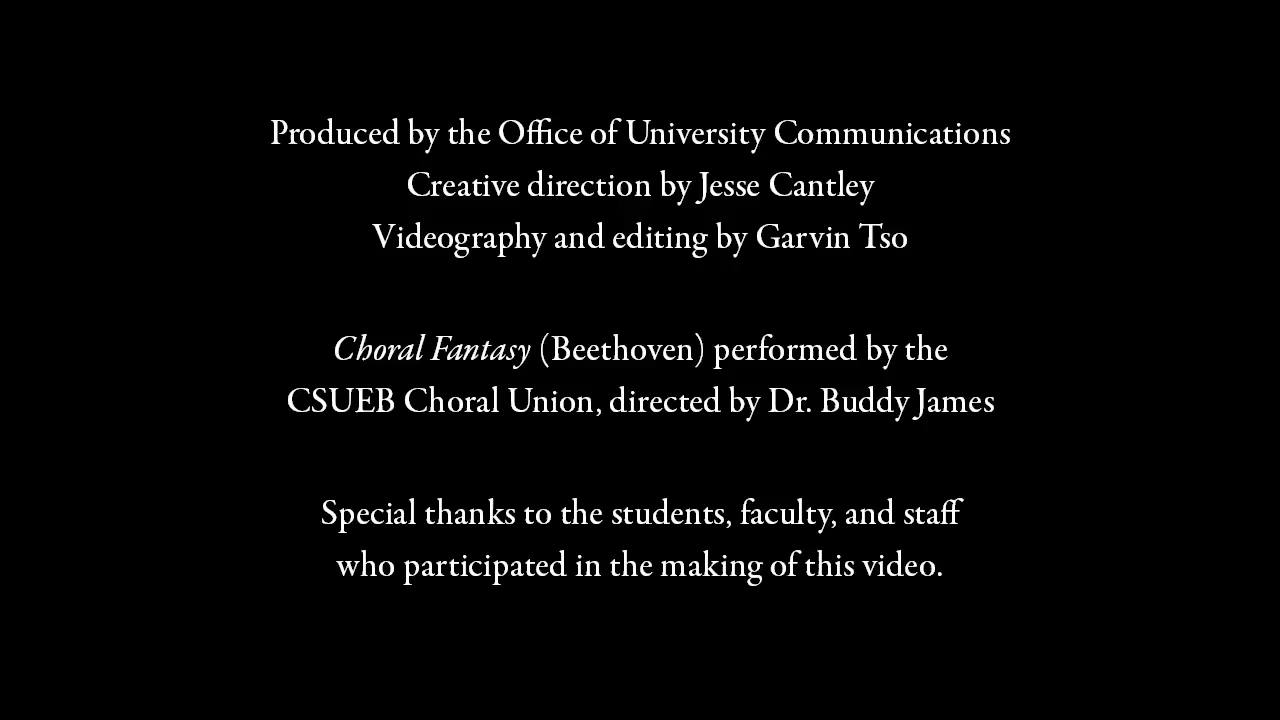 Produced by the Office of University Communications
Creative direction by Jesse Cantley
Videography and editing by Garvin Tso
Choral Fantasy (Beethoven) performed by the
CSUEB Choral Union, directed by Dr. Buddy James
Special thanks to the students, faculty, and staff
who participated in the making of this video.